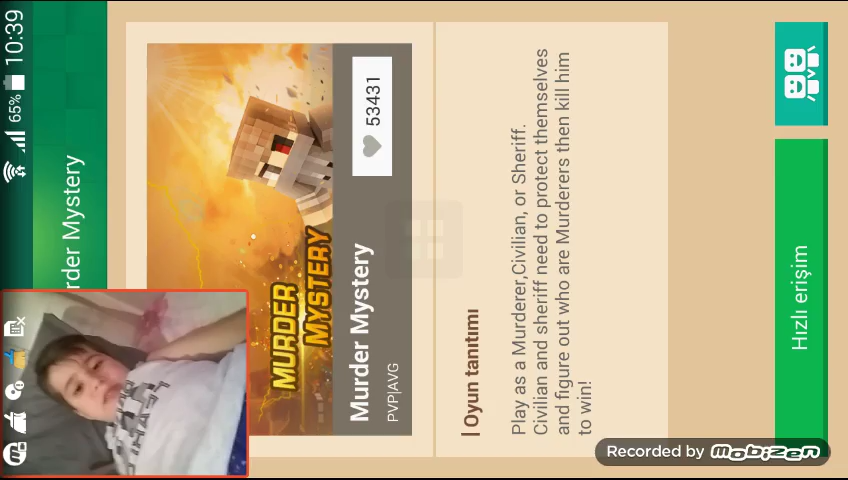 65% 10:39
rder Mystery
MURDER
MYSTERY
Murder Mystery
PVP|AVG
53431
Oyun tanıtımı
Play as a Murderer,Civilian, or Sheriff.
Civilian and sheriff need to protect themselves
and figure out who are Murderers then kill him
to win!
Hızlı erişim
Recorded by mobizen